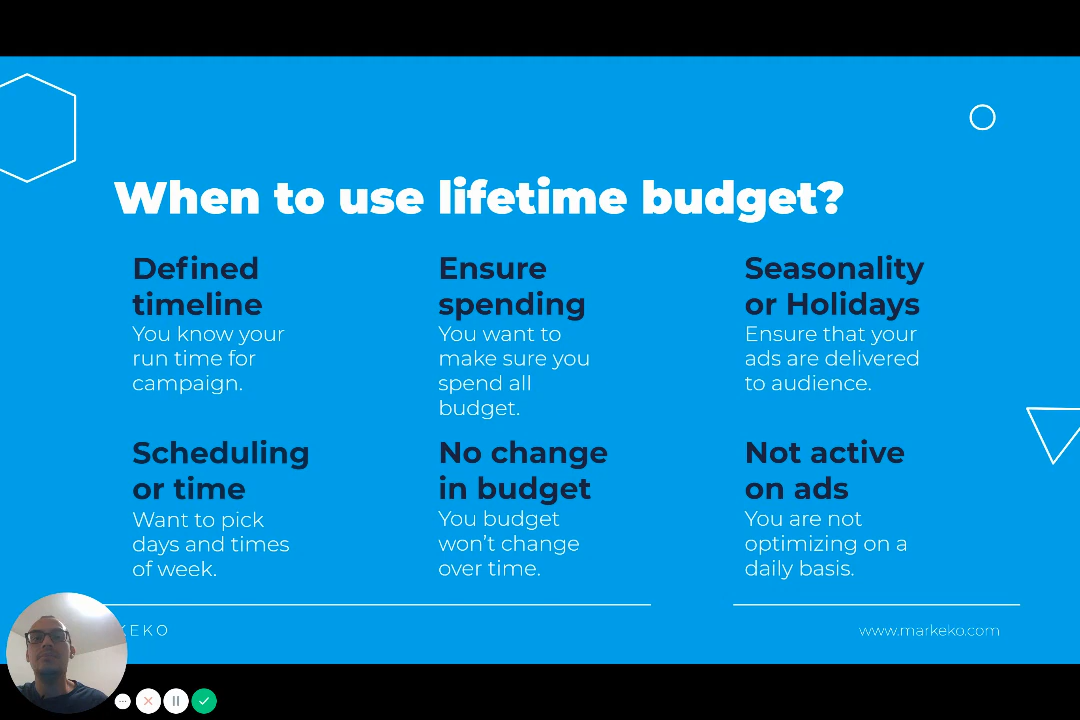 When to use lifetime budget?
Defined
timeline
You know your
run time for
campaign.
Ensure
spending
You want to
make sure you
spend all
budget.
Seasonality
or Holidays
Ensure that your
ads are delivered
to audience.
Scheduling
or time
Want to pick
days and times
of week.
No change
in budget
You budget
won't change
over time.
Not active
on ads
You are not
optimizing on a
daily basis.
KEKO
www.markeko.com